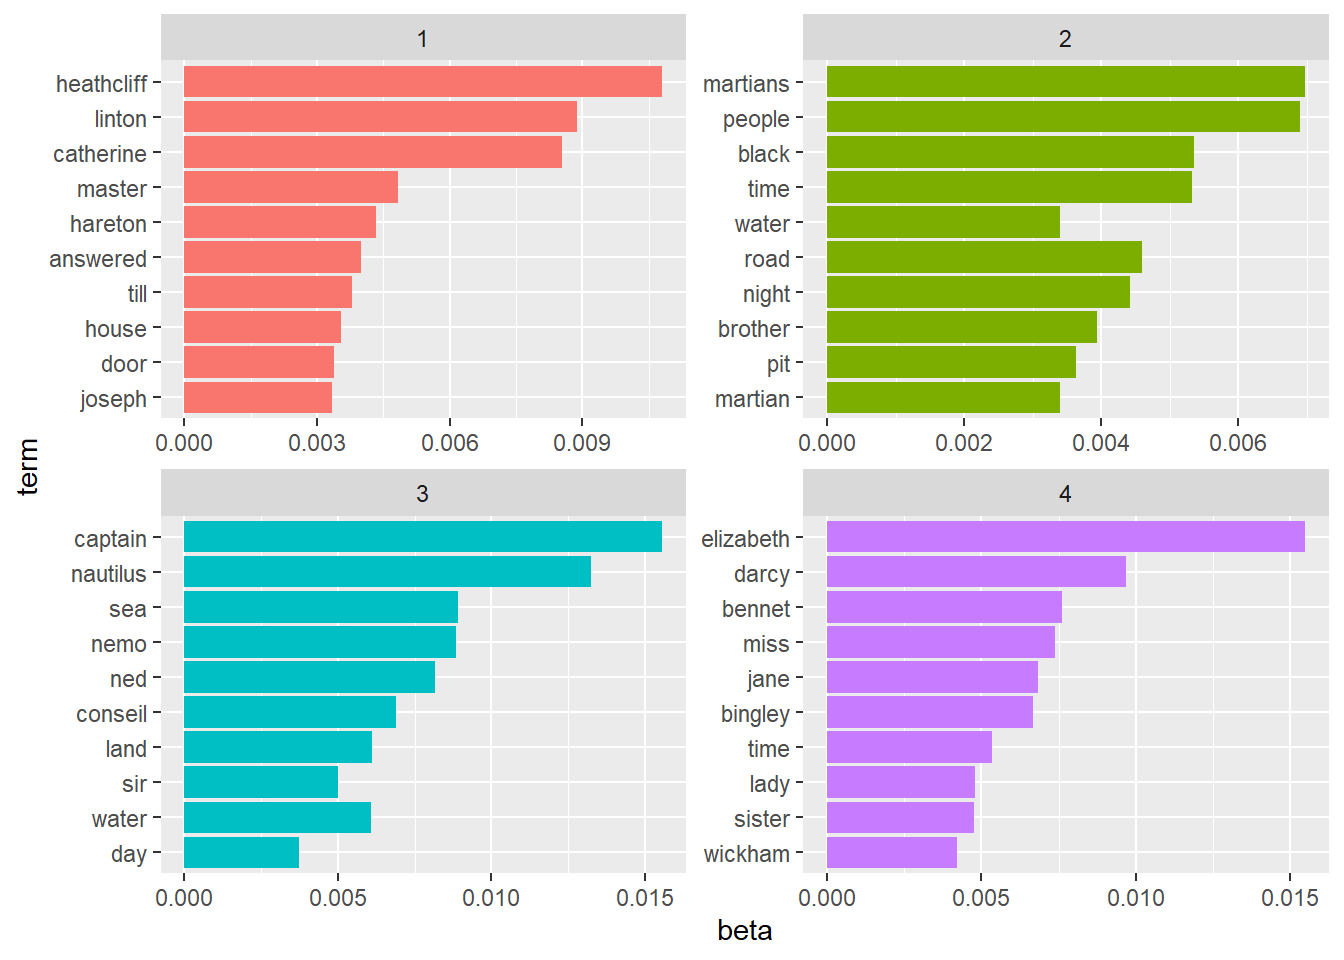 1
heathcliff
linton
catherine
master
hareton
answered
till
house
door
joseph
0.000 0.003 0.006 0.009
2
martians
people
black
time
water
road
night
brother
pit
martian
0.000 0.002 0.004 0.006
term
3
captain
nautilus
sea
nemo
ned
conseil
land
sir
water
day
0.000 0.005 0.010 0.015
4
elizabeth
darcy
bennet
miss
jane
bingley
time
lady
sister
wickham
0.000 0.005 0.010 0.015
beta